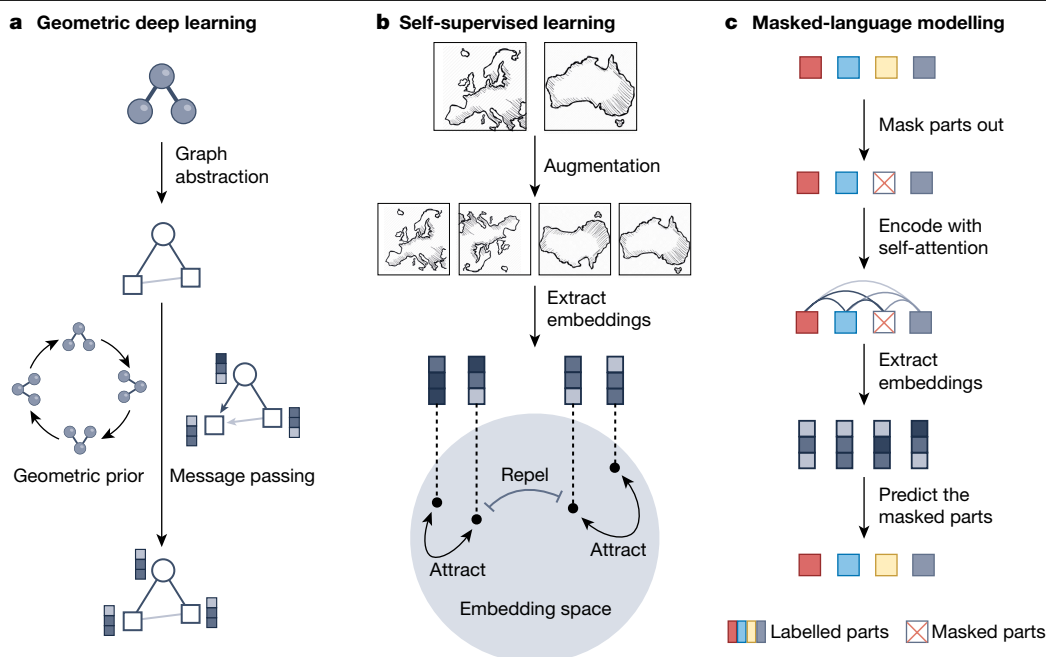 a Geometric deep learning
Graph
abstraction
Geometric prior
Message passing
b Self-supervised learning
Augmentation
Extract
embeddings
Repel
Attract
Attract
Embedding space
c Masked-language modelling
Mask parts out
Encode with
self-attention
Extract
embeddings
Predict the
masked parts
Labelled parts
Masked parts